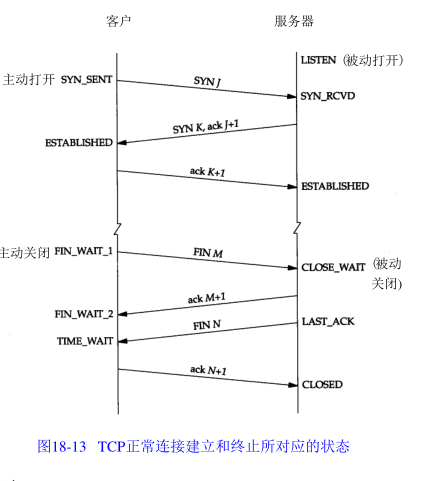 客户 服务器
LISTEN (被动打开)
主动打开 SYN_SENT
SYN J
SYN_RCVD
SYN K, ack J+1
ESTABLISHED
ack K+1
ESTABLISHED
主动关闭 FIN_WAIT_1
FIN M
CLOSE_WAIT (被动
关闭)
ack M+1
FIN_WAIT_2
FIN N
LAST_ACK
TIME_WAIT
ack N+1
CLOSED
图18-13 TCP正常连接建立和终止所对应的状态